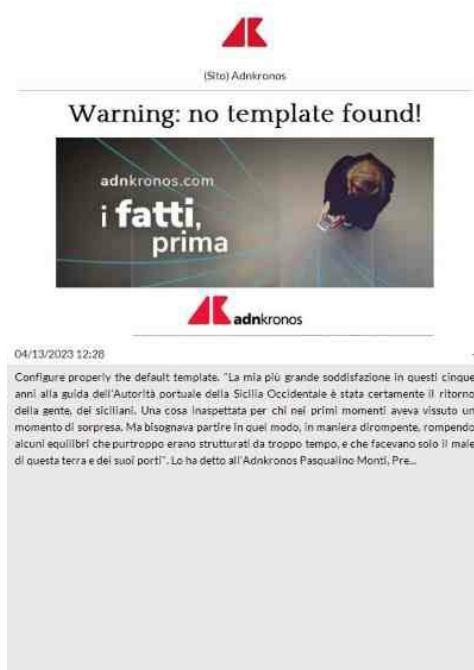 (Sito) Adnkronos
Warning: no template found!
adnkronos.com
i fatti,
prima
adnkronos
04/13/2023 12:28
Configure properly the default template. "La mia più grande soddisfazione in questi cinque
anni alla guida dell'Autorità portuale della Sicilia Occidentale è stata certamente il ritorno
della gente, dei siciliani. Una cosa inaspettata per chi nei primi momenti aveva vissuto un
momento di sorpresa. Ma bisognava partire in quel modo, in maniera dirompente, rompendo
alcuni equilibri che purtroppo erano strutturati da troppo tempo, e che facevano solo il male
di questa terra e dei suoi porti". Lo ha detto all'Adnkronos Pasqualino Monti, Pre...